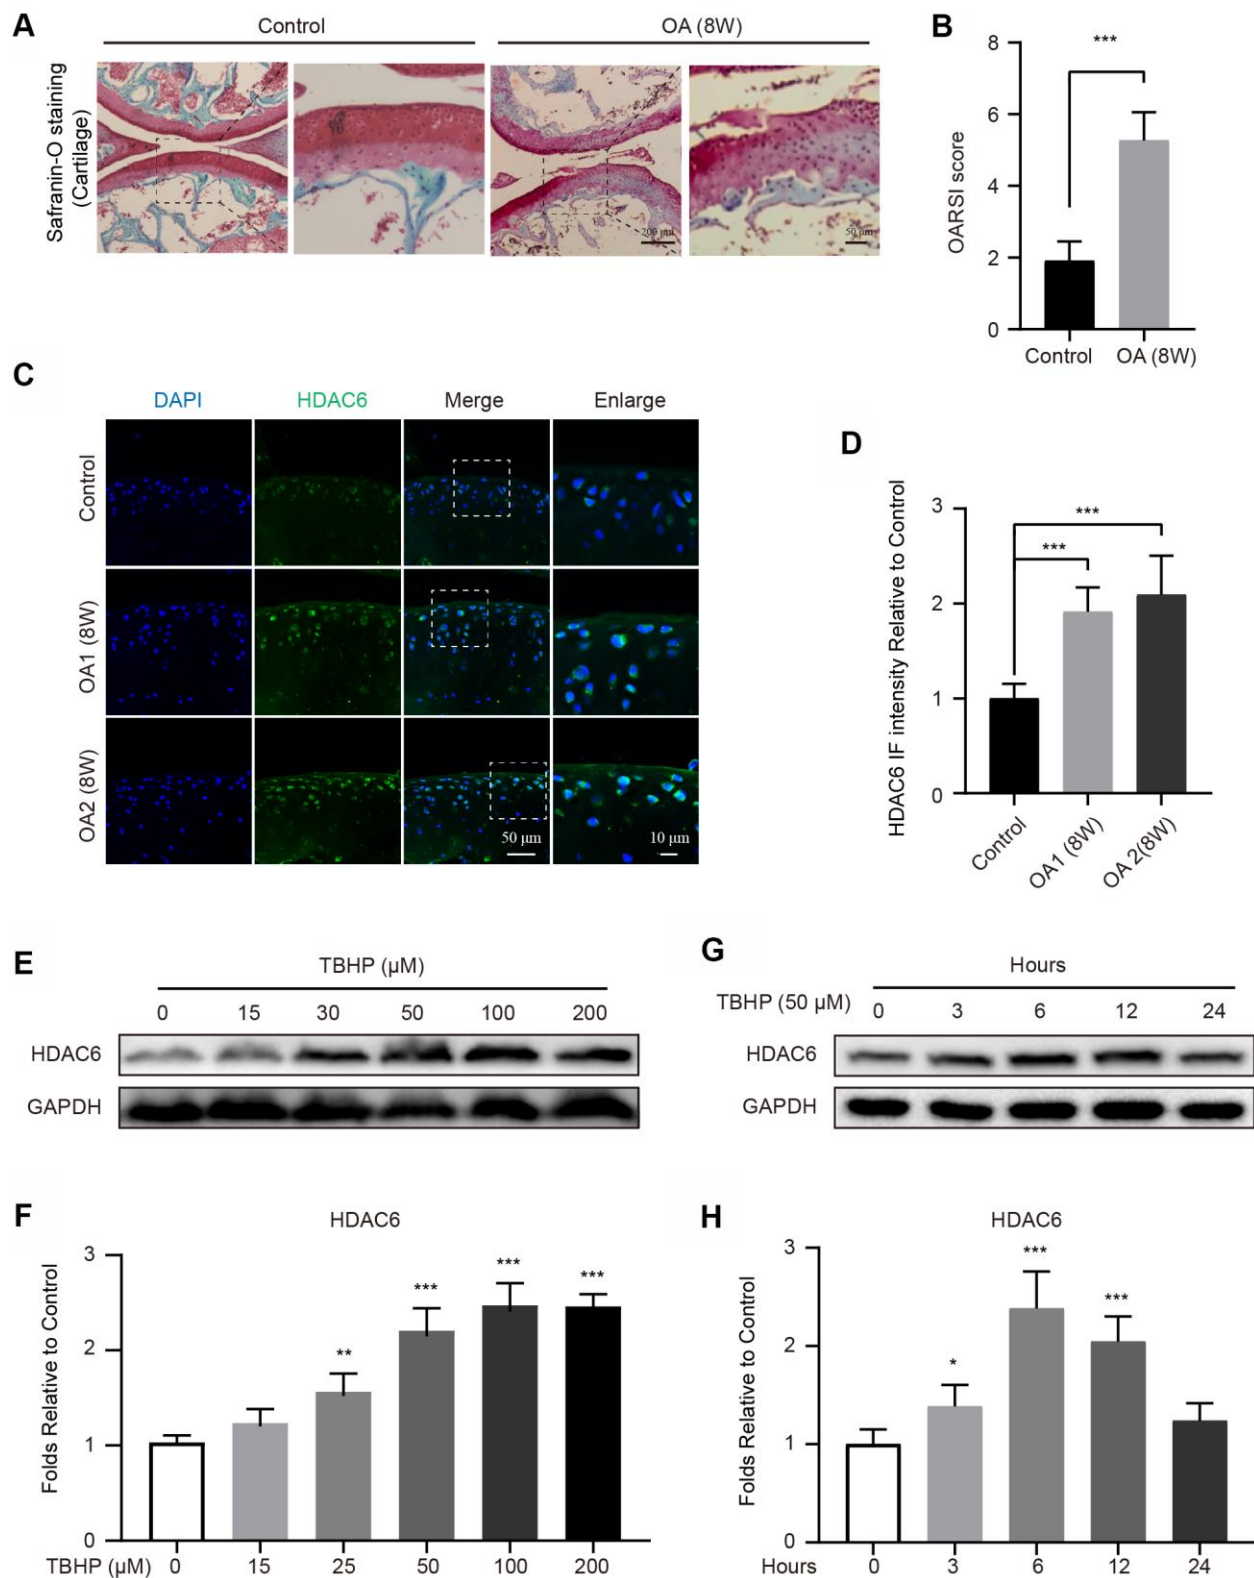 A
Control
OA (8W)
Safranin-O staining
(Cartilage)
200 μm
50 μm
B
***
OARSI score
8
6
4
2
0
Control
OA (8W)
C
DAPI
HDAC6
Merge
Enlarge
Control
OA1 (8W)
OA2 (8W)
50 μm
10 μm
D
HDAC6 IF intensity Relative to Control
3
2
1
0
***
***
Control
OA1 (8W)
OA 2(8W)
E
TBHP (μM)
0 15 30 50 100 200
HDAC6
GAPDH
G
Hours
TBHP (50 μM) 0 3 6 12 24
HDAC6
GAPDH
F
HDAC6
Folds Relative to Control
3
2
1
0
** *** *** ***
TBHP (μM) 0 15 25 50 100 200
H
HDAC6
Folds Relative to Control
3
2
1
0
* *** ***
Hours 0 3 6 12 24